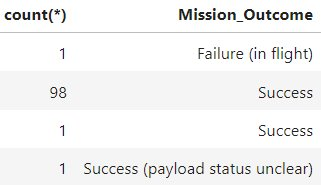 count(*) Mission_Outcome
1 Failure (in flight)
98 Success
1 Success
1 Success (payload status unclear)